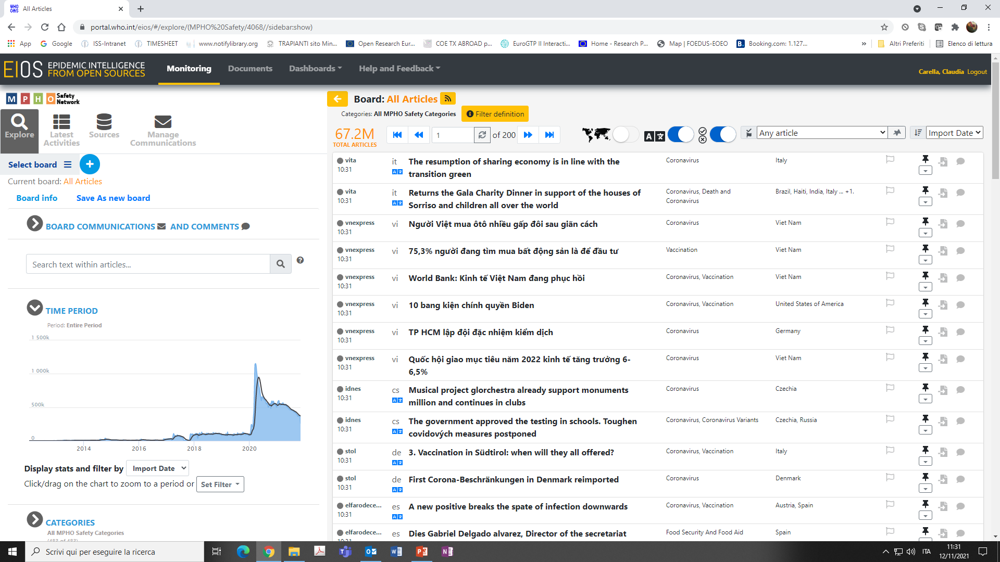 All Articles
portal.who.int/eios/#/explore/(MPHO%20Safety/4068//sidebar:show)
App
Google
ISS-Intranet
TIMESHEET
www.notifylibrary.org
TRAPIANTI sito Min...
Open Research Eur...
COE TX ABROAD p...
EuroGTP II Interacti...
Home - Research P...
Map | FOEDUS-EOEO
Booking.com: 1.127...
»
Altri Preferiti
Elenco di lettura
EIOS EPIDEMIC INTELLIGENCE
FROM OPEN SOURCES
Monitoring
Documents
Dashboards
Help and Feedback
Carella, Claudia Logout
M P H O Safety
Network
Explore
Latest
Activities
Sources
Manage
Communications
Select board
Current board: All Articles
Board info
Save As new board
BOARD COMMUNICATIONS AND COMMENTS
Search text within articles...
TIME PERIOD
Period: Entire Period
1 500k
1 000k
500k
0
2014
2016
2018
2020
Display stats and filter by Import Date
Click/drag on the chart to zoom to a period or Set Filter
CATEGORIES
All MPHO Safety Categories
(483 of 483)
Board: All Articles
Categories: All MPHO Safety Categories
Filter definition
67.2M
TOTAL ARTICLES
1
of 200
Any article
Import Date
vita it The resumption of sharing economy is in line with the Coronavirus Italy
10:31 transition green
vita it Returns the Gala Charity Dinner in support of the houses of Coronavirus, Death and Brazil, Haiti, India, Italy ... +1.
10:31 Sorriso and children all over the world Coronavirus
vnexpress vi Người Việt mua ôtô nhiều gấp đôi sau giãn cách Coronavirus Viet Nam
10:31
vnexpress vi 75,3% người đang tìm mua bất động sản là để đầu tư Vaccination Viet Nam
10:31
vnexpress vi World Bank: Kinh tế Việt Nam đang phục hồi Coronavirus, Vaccination Viet Nam
10:31
vnexpress vi 10 bang kiện chính quyền Biden Coronavirus, Vaccination United States of America
10:31
vnexpress vi TP HCM lập đội đặc nhiệm kiểm dịch Coronavirus Germany
10:31
vnexpress vi Quốc hội giao mục tiêu năm 2022 kinh tế tăng trưởng 6- Coronavirus Viet Nam
10:31 6,5%
idnes cs Musical project glorchestra already support monuments Coronavirus Czechia
10:31 million and continues in clubs
idnes cs The government approved the testing in schools. Toughen Coronavirus, Coronavirus Variants Czechia, Russia
10:31 covidových measures postponed
stol de 3. Vaccination in Südtirol: when will they all offered? Coronavirus, Vaccination Italy
10:31
stol de First Corona-Beschränkungen in Denmark reimported Coronavirus Denmark
10:31
elfarodece... es A new positive breaks the spate of infection downwards Coronavirus, Vaccination Austria, Spain
10:31
elfarodece... es Dies Gabriel Delgado alvarez, Director of the secretariat Food Security And Food Aid Spain
10:31
Scrivi qui per eseguire la ricerca
ITA
11:31
12/11/2021